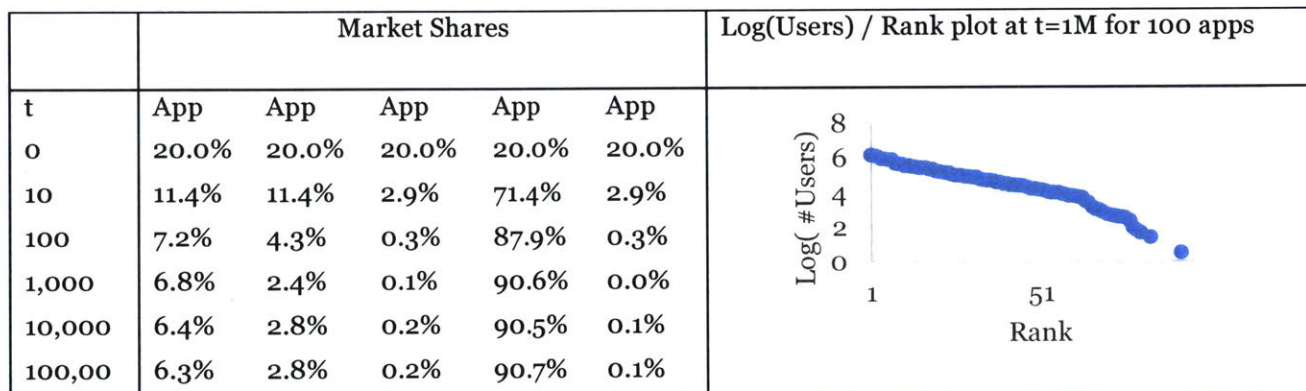 Market Shares
Log(Users) / Rank plot at t=1M for 100 apps
t App App App App App
0 20.0% 20.0% 20.0% 20.0% 20.0%
10 11.4% 11.4% 2.9% 71.4% 2.9%
100 7.2% 4.3% 0.3% 87.9% 0.3%
1,000 6.8% 2.4% 0.1% 90.6% 0.0%
10,000 6.4% 2.8% 0.2% 90.5% 0.1%
100,00 6.3% 2.8% 0.2% 90.7% 0.1%
Log( #Users)
8
6
4
2
0
1 51
Rank